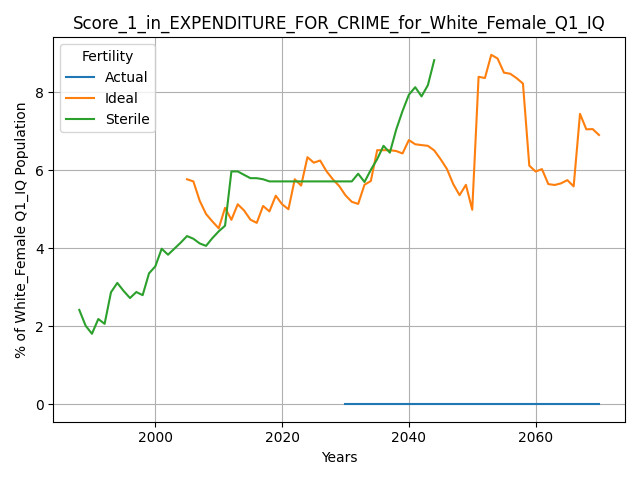 Score_1_in_EXPENDITURE_FOR_CRIME_for_White_Female_Q1_IQ
Fertility
Actual
Ideal
Sterile
% of White_Female Q1_IQ Population
8
6
4
2
0
2000 2020 2040 2060
Years